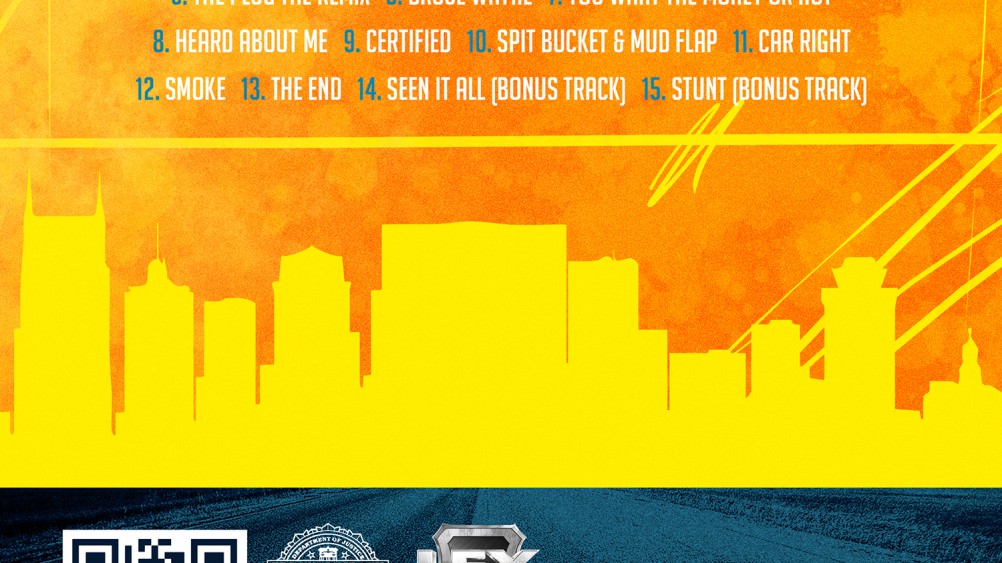 8. HEARD ABOUT ME 9. CERTIFIED 10. SPIT BUCKET & MUD FLAP 11. CAR RIGHT
12. SMOKE 13. THE END 14. SEEN IT ALL (BONUS TRACK) 15. STUNT (BONUS TRACK)
DEPARTMENT OF JUSTICE